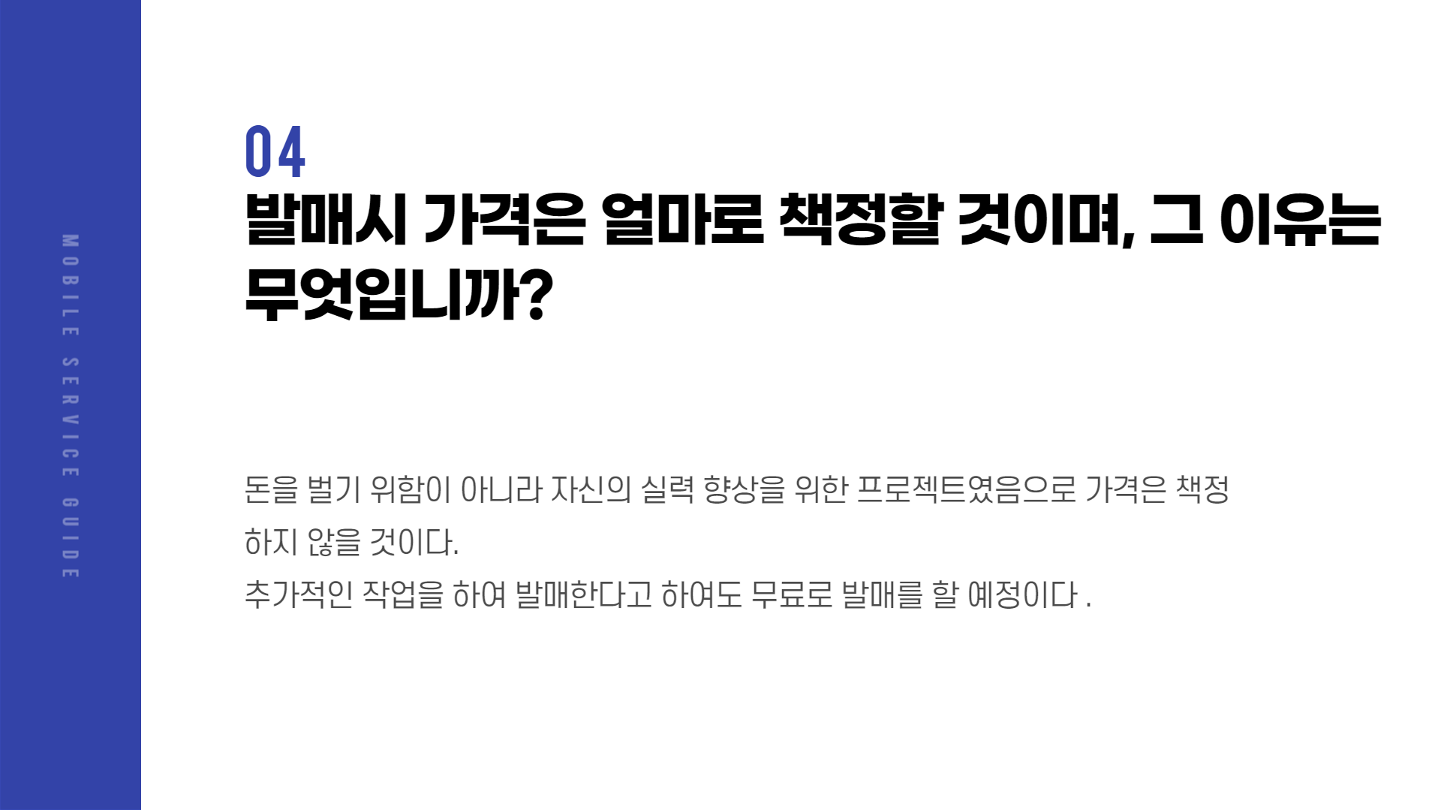 MOBILE SERVICE GUIDE
04
발매시 가격은 얼마로 책정할 것이며, 그 이유는
무엇입니까?
돈을 벌기 위함이 아니라 자신의 실력 향상을 위한 프로젝트였음으로 가격은 책정
하지 않을 것이다.
추가적인 작업을 하여 발매한다고 하여도 무료로 발매를 할 예정이다 .